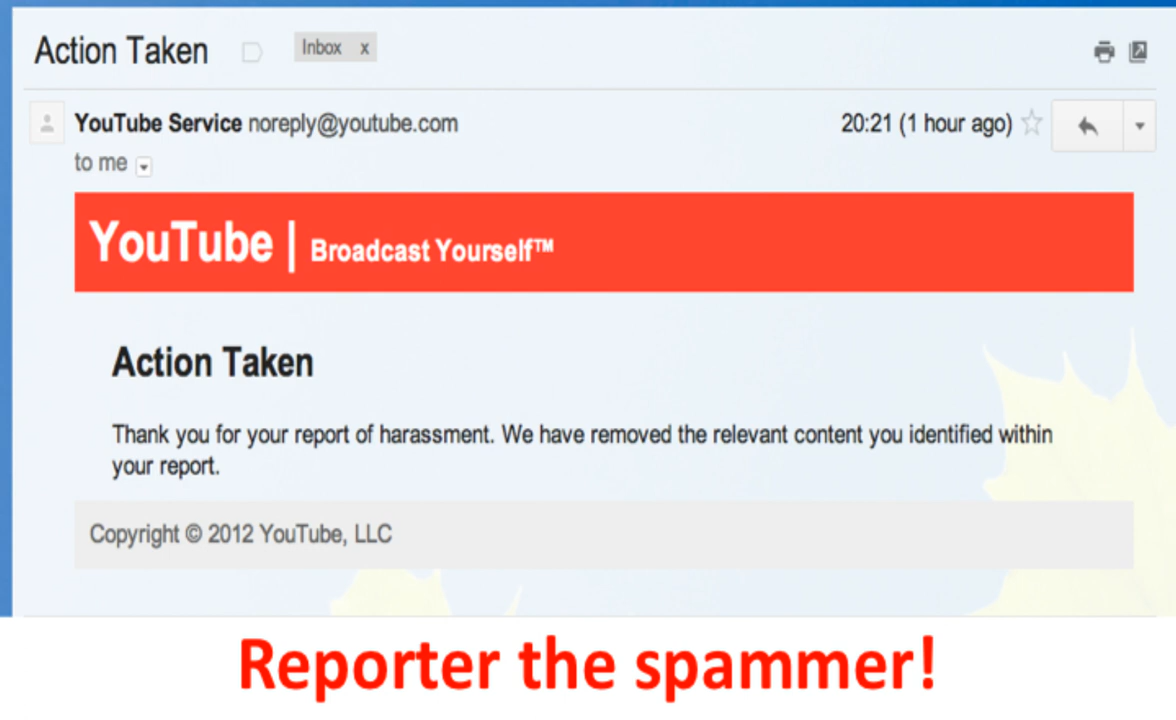 Action Taken Inbox x
YouTube Service noreply@youtube.com 20:21 (1 hour ago)
to me
YouTube | Broadcast Yourself™
Action Taken
Thank you for your report of harassment. We have removed the relevant content you identified within
your report.
Copyright © 2012 YouTube, LLC
Reporter the spammer!